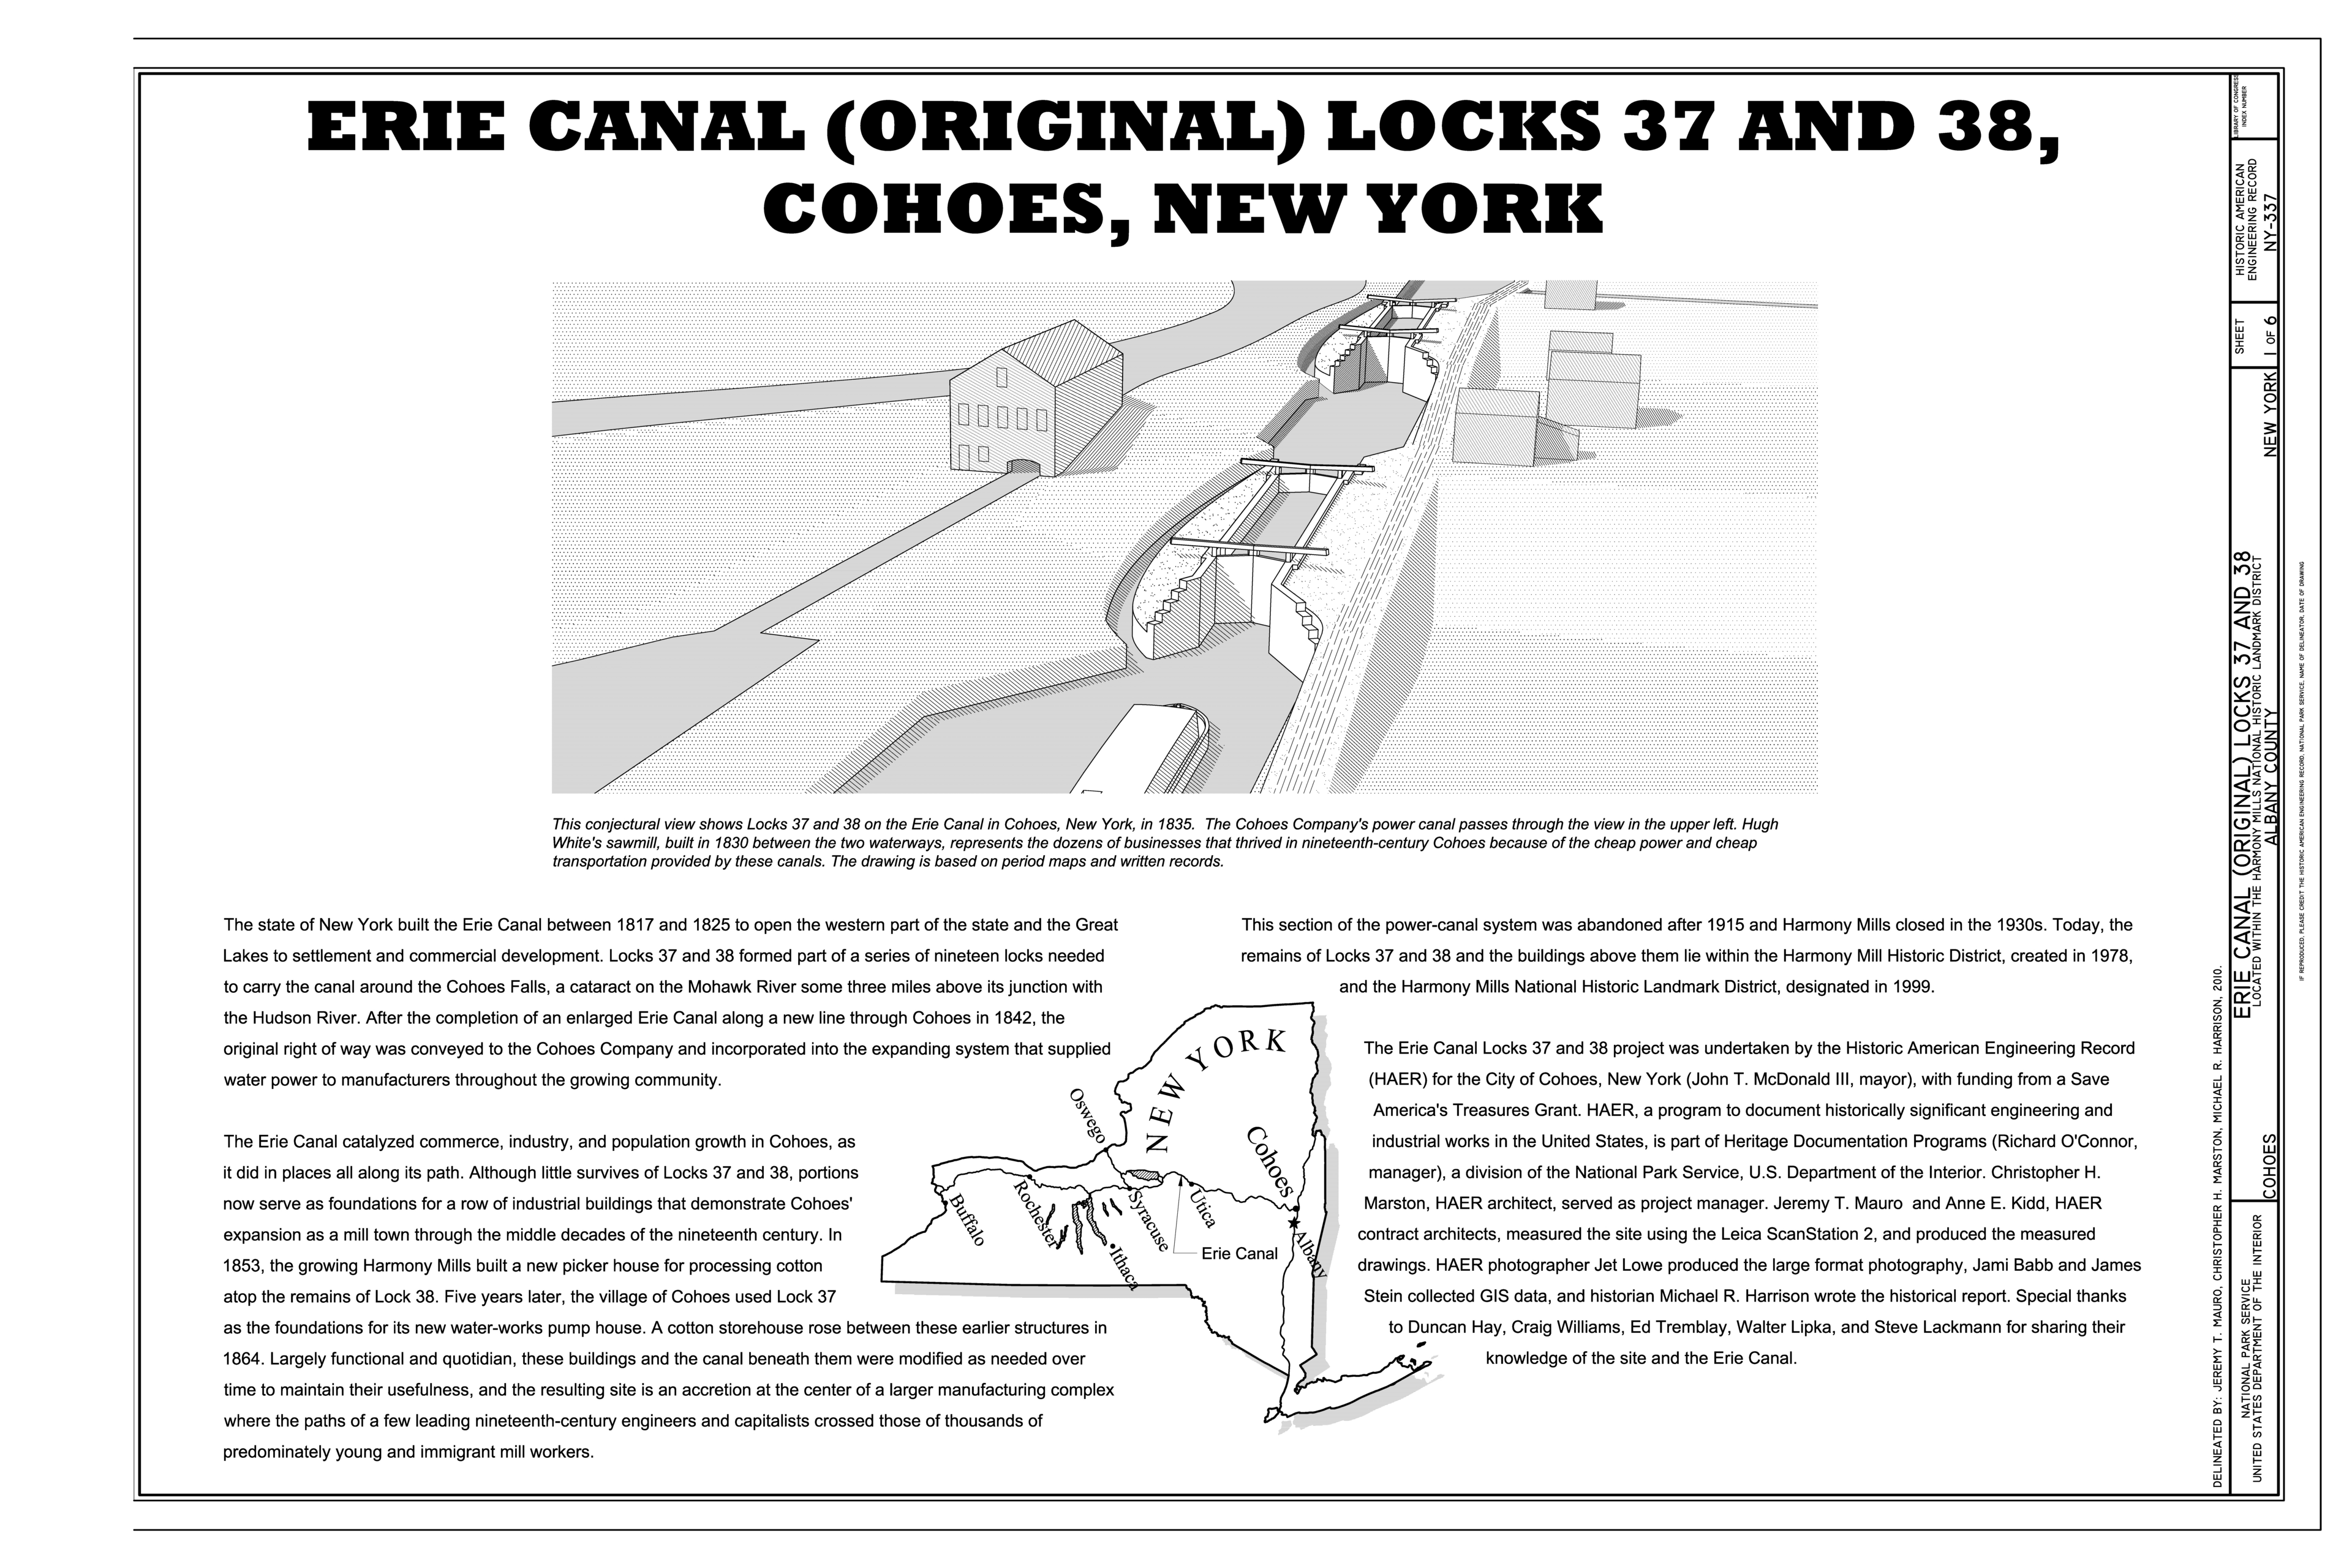 ERIE CANAL (ORIGINAL) LOCKS 37 AND 38,
COHOES, NEW YORK
This conjectural view shows Locks 37 and 38 on the Erie Canal in Cohoes, New York, in 1835. The Cohoes Company's power canal passes through the view in the upper left. Hugh
White's sawmill, built in 1830 between the two waterways, represents the dozens of businesses that thrived in nineteenth-century Cohoes because of the cheap power and cheap
transportation provided by these canals. The drawing is based on period maps and written records.
The state of New York built the Erie Canal between 1817 and 1825 to open the western part of the state and the Great
Lakes to settlement and commercial development. Locks 37 and 38 formed part of a series of nineteen locks needed
to carry the canal around the Cohoes Falls, a cataract on the Mohawk River some three miles above its junction with
the Hudson River. After the completion of an enlarged Erie Canal along a new line through Cohoes in 1842, the
original right of way was conveyed to the Cohoes Company and incorporated into the expanding system that supplied
water power to manufacturers throughout the growing community.
The Erie Canal catalyzed commerce, industry, and population growth in Cohoes, as
it did in places all along its path. Although little survives of Locks 37 and 38, portions
now serve as foundations for a row of industrial buildings that demonstrate Cohoes'
expansion as a mill town through the middle decades of the nineteenth century. In
1853, the growing Harmony Mills built a new picker house for processing cotton
atop the remains of Lock 38. Five years later, the village of Cohoes used Lock 37
as the foundations for its new water-works pump house. A cotton storehouse rose between these earlier structures in
1864. Largely functional and quotidian, these buildings and the canal beneath them were modified as needed over
time to maintain their usefulness, and the resulting site is an accretion at the center of a larger manufacturing complex
where the paths of a few leading nineteenth-century engineers and capitalists crossed those of thousands of
predominately young and immigrant mill workers.
NEW YORK
Oswego
Cohoes
Buffalo
Rochester
Syracuse
Utica
Ithaca
Albany
Erie Canal
This section of the power-canal system was abandoned after 1915 and Harmony Mills closed in the 1930s. Today, the
remains of Locks 37 and 38 and the buildings above them lie within the Harmony Mill Historic District, created in 1978,
and the Harmony Mills National Historic Landmark District, designated in 1999.
The Erie Canal Locks 37 and 38 project was undertaken by the Historic American Engineering Record
(HAER) for the City of Cohoes, New York (John T. McDonald III, mayor), with funding from a Save
America's Treasures Grant. HAER, a program to document historically significant engineering and
industrial works in the United States, is part of Heritage Documentation Programs (Richard O'Connor,
manager), a division of the National Park Service, U.S. Department of the Interior. Christopher H.
Marston, HAER architect, served as project manager. Jeremy T. Mauro and Anne E. Kidd, HAER
contract architects, measured the site using the Leica ScanStation 2, and produced the measured
drawings. HAER photographer Jet Lowe produced the large format photography, Jami Babb and James
Stein collected GIS data, and historian Michael R. Harrison wrote the historical report. Special thanks
to Duncan Hay, Craig Williams, Ed Tremblay, Walter Lipka, and Steve Lackmann for sharing their
knowledge of the site and the Erie Canal.
LIBRARY OF CONGRESS
INDEX NUMBER
HISTORIC AMERICAN
ENGINEERING RECORD
NY-337
SHEET
1 OF 6
ERIE CANAL (ORIGINAL) LOCKS 37 AND 38
LOCATED WITHIN THE HARMONY MILLS NATIONAL HISTORIC LANDMARK DISTRICT
COHOES
ALBANY COUNTY
NEW YORK
DELINEATED BY: JEREMY T. MAURO, CHRISTOPHER H. MARSTON, MICHAEL R. HARRISON, 2010.
NATIONAL PARK SERVICE
UNITED STATES DEPARTMENT OF THE INTERIOR
IF REPRODUCED, PLEASE CREDIT THE HISTORIC AMERICAN ENGINEERING RECORD, NATIONAL PARK SERVICE, NAME OF DELINEATOR, DATE OF DRAWING